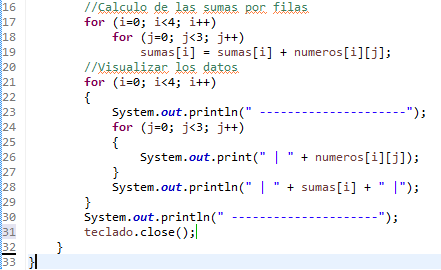 16 //Calculo de las sumas por filas
17 for (i=0; i<4; i++)
18 for (j=0; j<3; j++)
19 sumas[i] = sumas[i] + numeros[i][j];
20 //Visualizar los datos
21 for (i=0; i<4; i++)
22 {
23 System.out.println(" ---------------------");
24 for (j=0; j<3; j++)
25 {
26 System.out.print(" | " + numeros[i][j]);
27 }
28 System.out.println(" | " + sumas[i] + " |");
29 }
30 System.out.println(" ---------------------");
31 teclado.close();
32 }
33 }